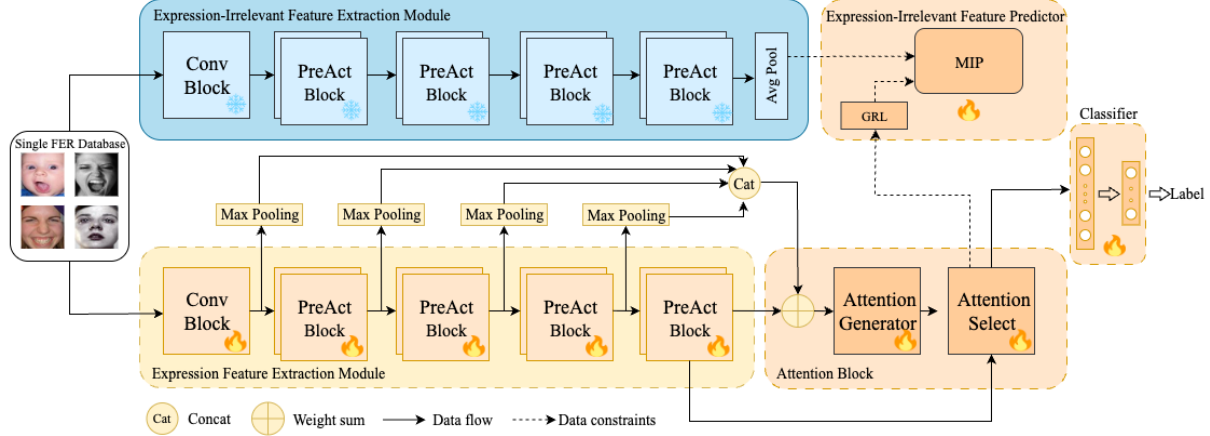 Expression-Irrelevant Feature Extraction Module
Conv
Block
PreAct
Block
PreAct
Block
PreAct
Block
PreAct
Block
Avg Pool
Expression-Irrelevant Feature Predictor
MIP
GRL
Classifier
Label
Single FER Database
Cat
Max Pooling
Max Pooling
Max Pooling
Max Pooling
Conv
Block
PreAct
Block
PreAct
Block
PreAct
Block
PreAct
Block
Expression Feature Extraction Module
Attention
Generator
Attention
Select
Attention Block
Cat
Concat
Weight sum
Data flow
Data constraints